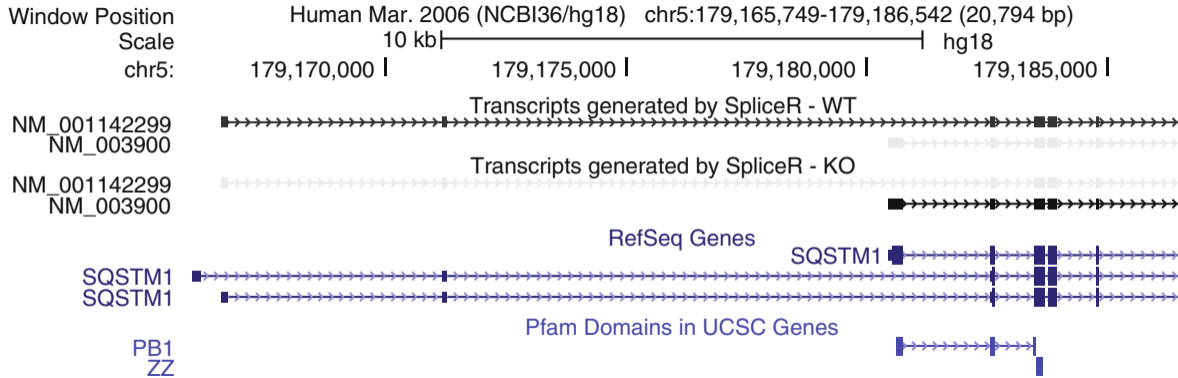 Window Position Human Mar. 2006 (NCBI36/hg18) chr5:179,165,749-179,186,542 (20,794 bp)
Scale 10 kb hg18
chr5: 179,170,000 179,175,000 179,180,000 179,185,000
Transcripts generated by SpliceR - WT
NM_001142299
NM_003900
Transcripts generated by SpliceR - KO
NM_001142299
NM_003900
RefSeq Genes
SQSTM1
SQSTM1
SQSTM1
Pfam Domains in UCSC Genes
PB1
ZZ